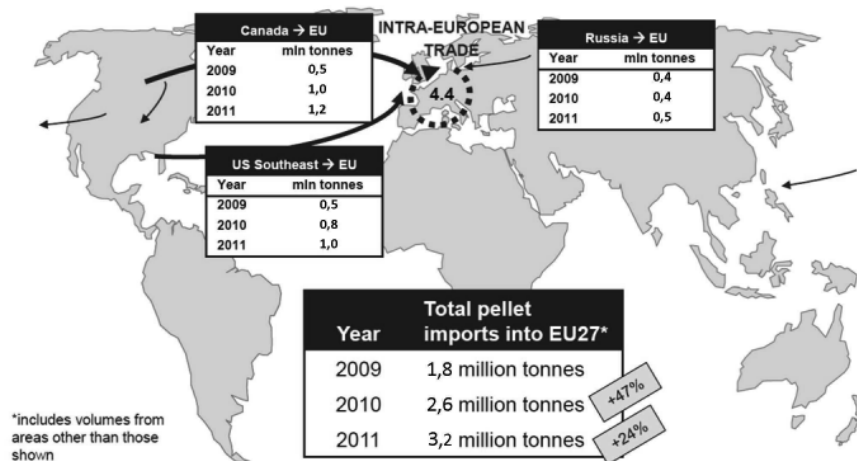 Canada → EU
Year mln tonnes
2009 0,5
2010 1,0
2011 1,2
INTRA-EUROPEAN
TRADE
4.4
Russia → EU
Year mln tonnes
2009 0,4
2010 0,4
2011 0,5
US Southeast → EU
Year mln tonnes
2009 0,5
2010 0,8
2011 1,0
Total pellet
Year imports into EU27*
2009 1,8 million tonnes
2010 2,6 million tonnes
+47%
2011 3,2 million tonnes
+24%
*includes volumes from
areas other than those
shown